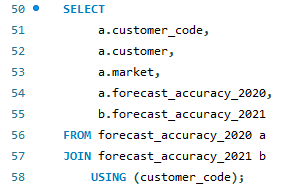 50 SELECT
51 a.customer_code,
52 a.customer,
53 a.market,
54 a.forecast_accuracy_2020,
55 b.forecast_accuracy_2021
56 FROM forecast_accuracy_2020 a
57 JOIN forecast_accuracy_2021 b
58 USING (customer_code);